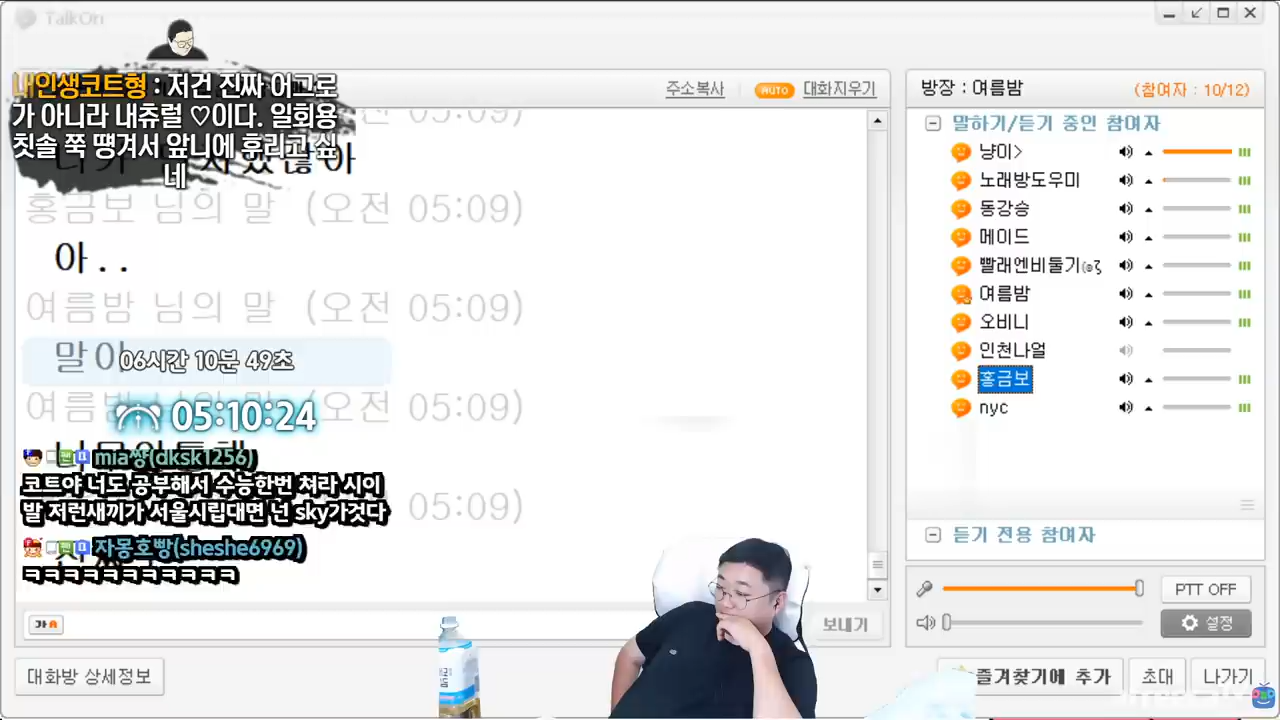 TalkOn
내인생코트형 : 저건 진짜 어그로
가 아니라 내츄럴 ♡이다. 일회용
칫솔 쭉 땡겨서 앞니에 후리고 싶
네
주소복사
AUTO 대화지우기
홍금보 님의 말 (오전 05:09)
아..
여름밤 님의 말 (오전 05:09)
말이
06시간 10분 49초
여름밤 님의 말 (오전 05:09)
05:10:24
mia쨩(dksk1256)
코트야 너도 공부해서 수능한번 쳐라 시이
발 저런새끼가 서울시립대면 넌 sky가것다
05:09)
자몽호빵(sheshe6969)
ㅋㅋㅋㅋㅋㅋㅋㅋㅋㅋㅋ
가
보내기
대화방 상세정보
방장 : 여름밤 (참여자 : 10/12)
말하기/듣기 중인 참여자
냥이>
노래방도우미
동강승
메이드
빨래엔비둘기
여름밤
오비니
인천나얼
홍금보
nyc
듣기 전용 참여자
PTT OFF
설정
즐겨찾기에 추가
초대
나가기